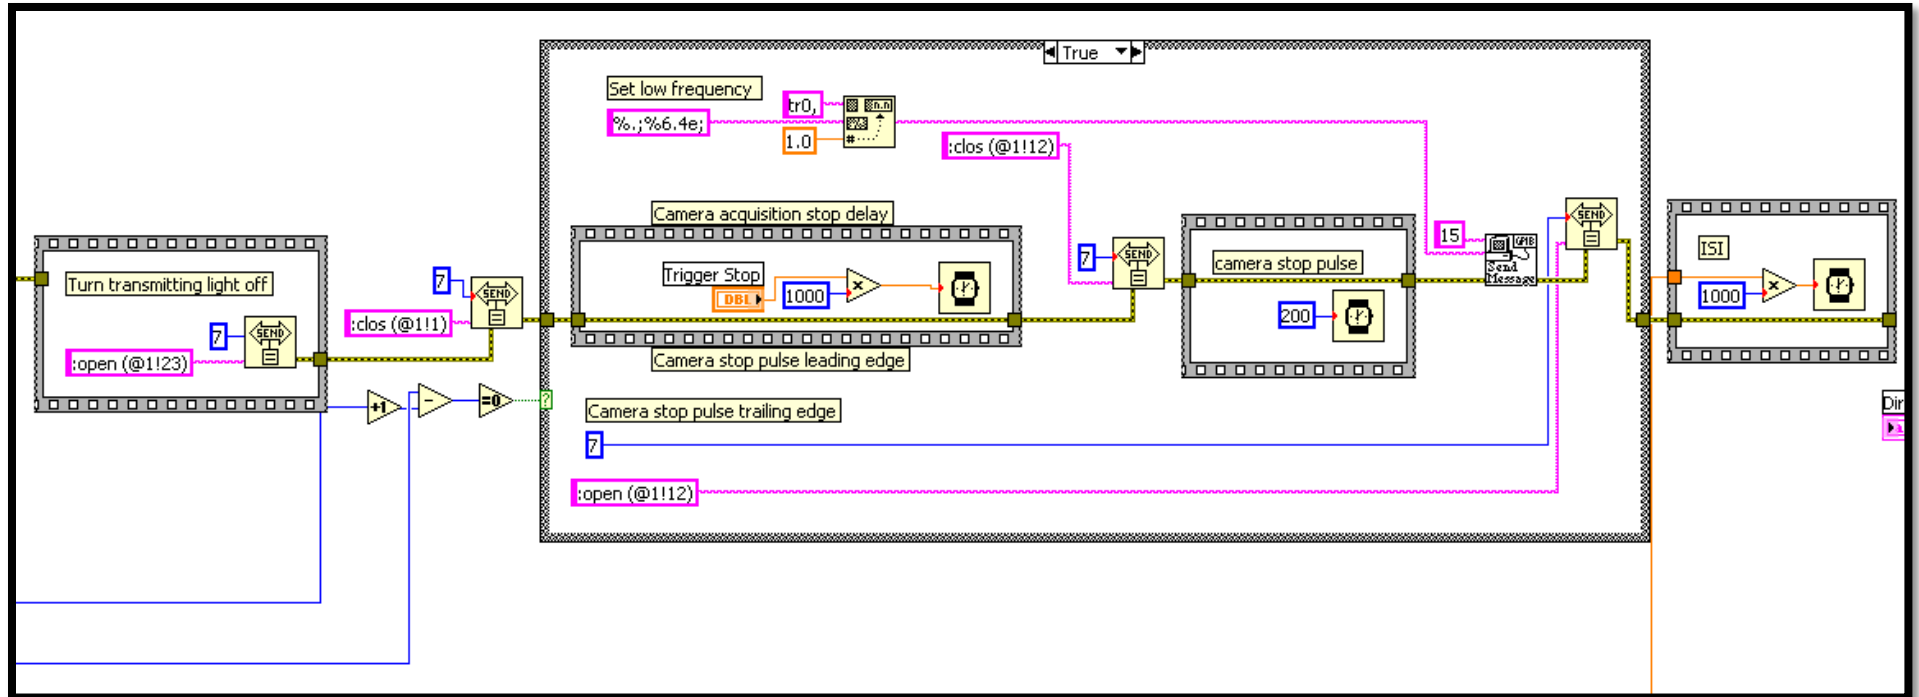 True
Set low frequency
tr0,
%.;%6.4e;
1.0
:clos (@1!12)
Camera acquisition stop delay
Turn transmitting light off
7
:clos (@1!1)
SEND
7
:open (@1!23)
SEND
Trigger Stop
DBL
1000
×
Camera stop pulse leading edge
7
SEND
camera stop pulse
200
15
GPIB
Send
Message
SEND
ISI
1000
×
+1
-
=0
?
Camera stop pulse trailing edge
7
:open (@1!12)
Dir